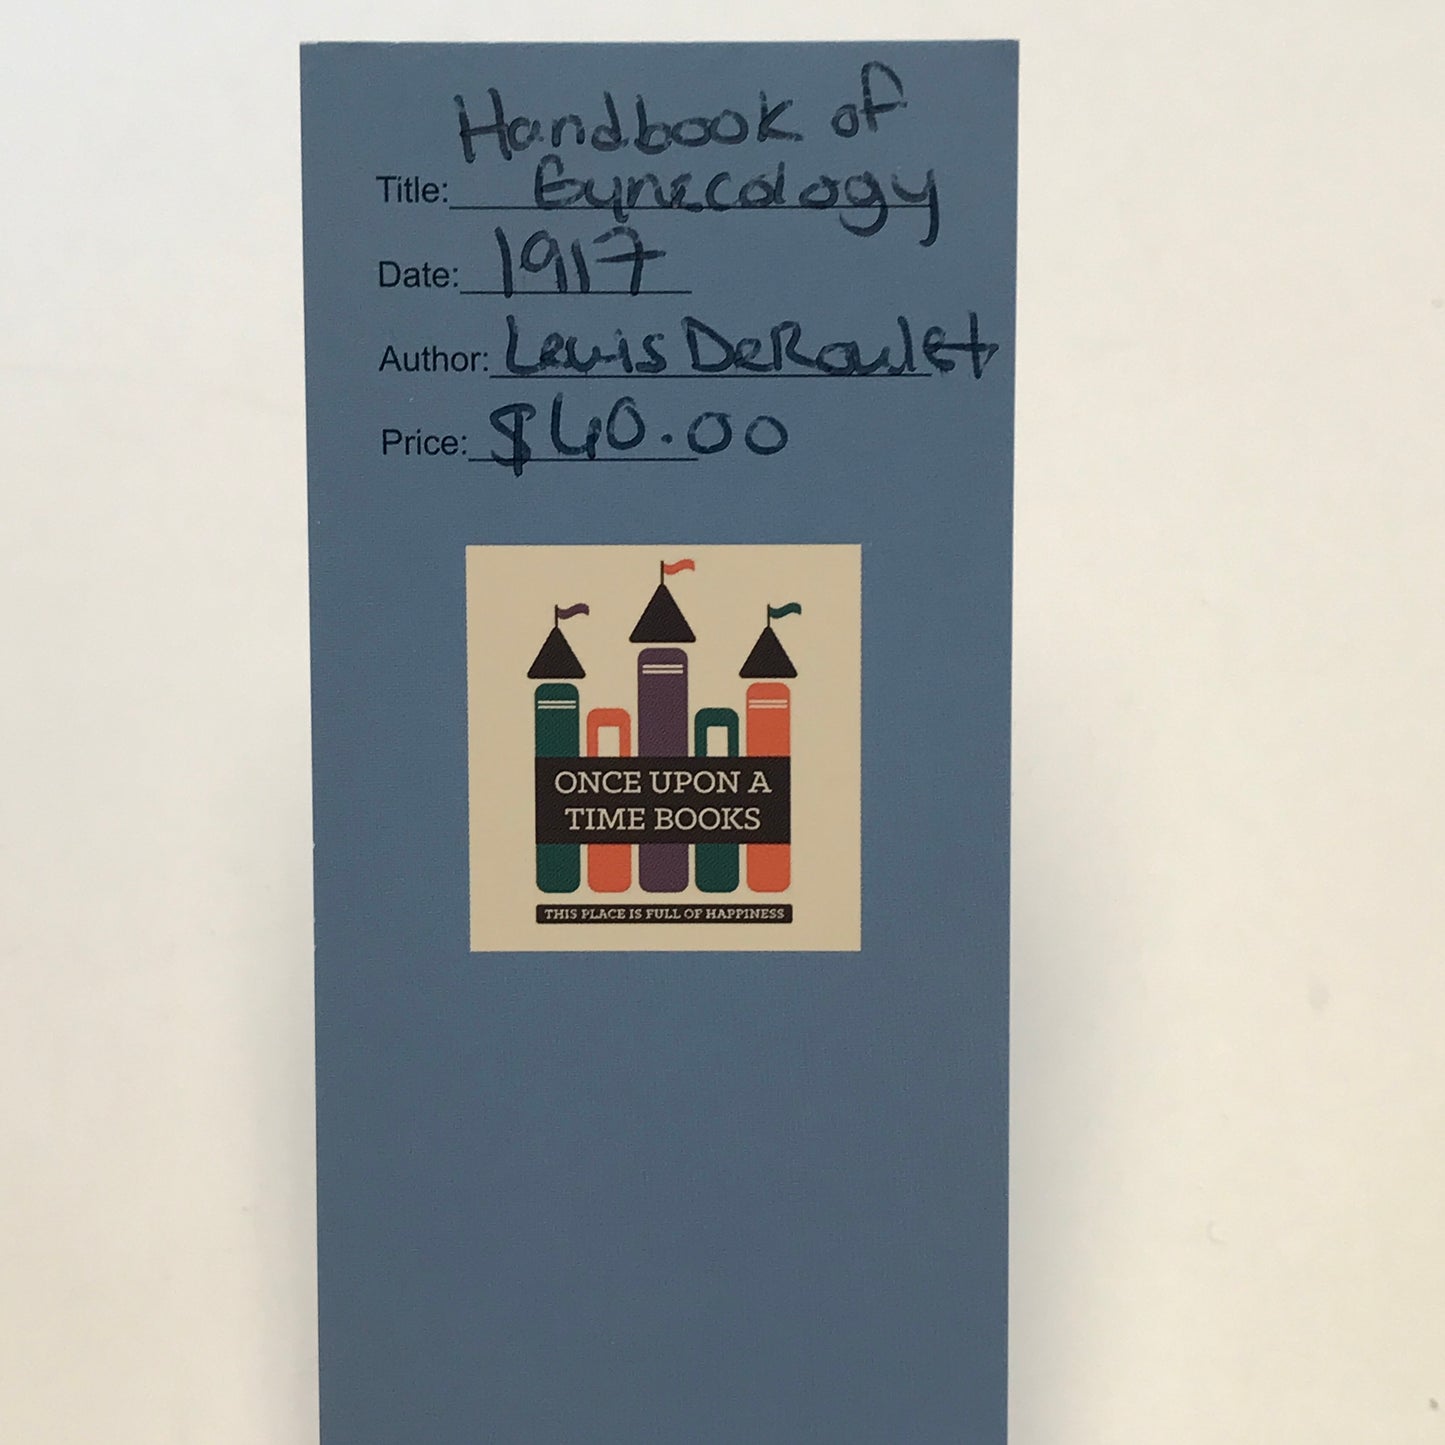 Handbook of
Title: Gynecology
Date: 1917
Author: Lewis DeRoulet
Price: $40.00
ONCE UPON A
TIME BOOKS
THIS PLACE IS FULL OF HAPPINESS